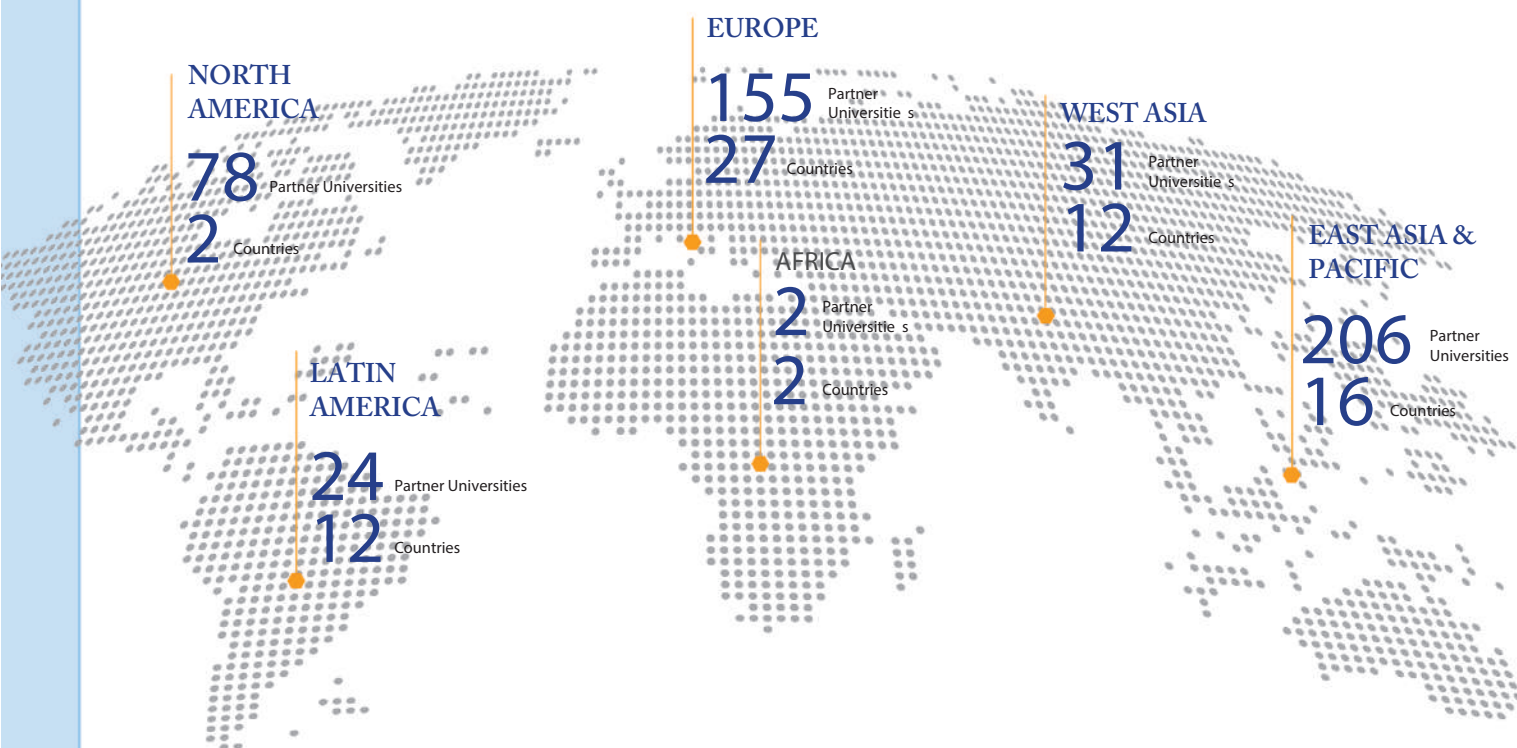 NORTH
AMERICA
78 Partner Universities
2 Countries
LATIN
AMERICA
24 Partner Universities
12 Countries
EUROPE
155 Partner
Universitie s
27 Countries
AFRICA
2 Partner
Universitie s
2 Countries
WEST ASIA
31 Partner
Universitie s
12 Countries
EAST ASIA &
PACIFIC
206 Partner
Universities
16 Countries